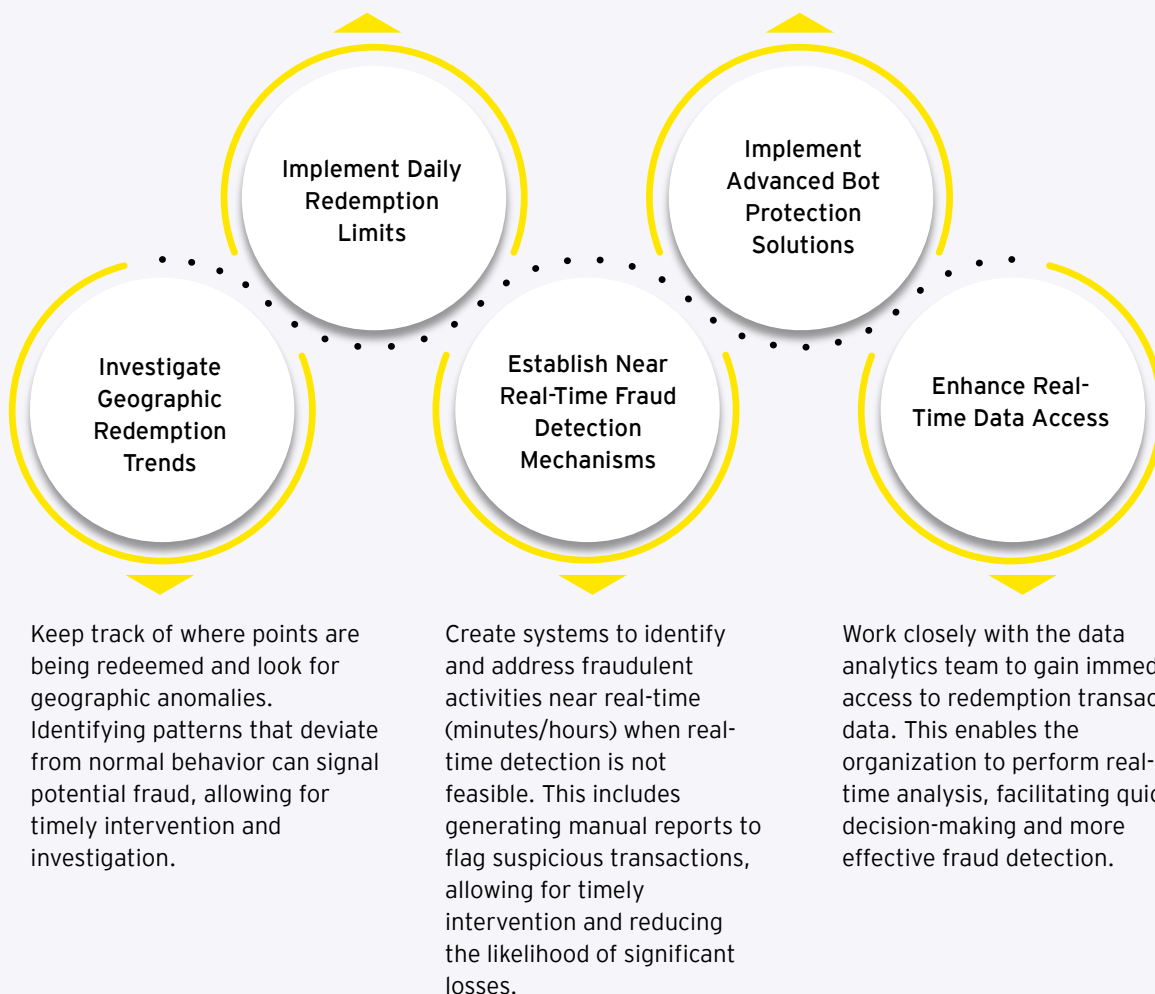 Implement Daily
Redemption
Limits
Implement
Advanced Bot
Protection
Solutions
Investigate
Geographic
Redemption
Trends
Establish Near
Real-Time Fraud
Detection
Mechanisms
Enhance Real-
Time Data Access
Keep track of where points are
being redeemed and look for
geographic anomalies.
Identifying patterns that deviate
from normal behavior can signal
potential fraud, allowing for
timely intervention and
investigation.
Create systems to identify
and address fraudulent
activities near real-time
(minutes/hours) when real-
time detection is not
feasible. This includes
generating manual reports to
flag suspicious transactions,
allowing for timely
intervention and reducing
the likelihood of significant
losses.
Work closely with the data
analytics team to gain
access to redemption
data. This enables the
organization to perform real-
time analysis, facilitating
decision-making and more
effective fraud detection.